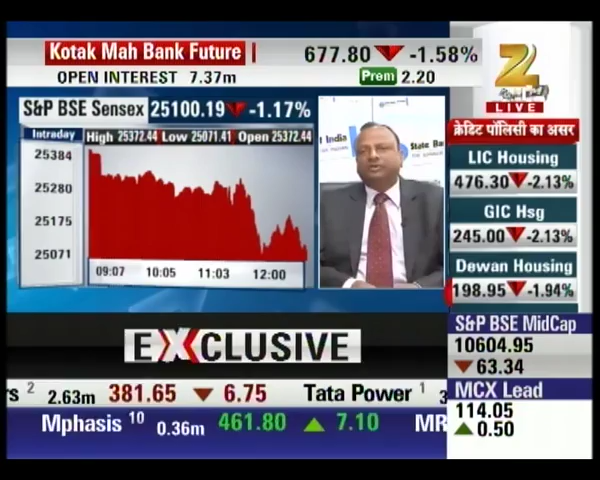 Kotak Mah Bank Future
677.80 -1.58%
OPEN INTEREST 7.37m
Prem 2.20
S&P BSE Sensex 25100.19 -1.17%
Intraday High 25372.44 Low 25071.41 Open 25372.44
25384
25280
25175
25071
09:07 10:05 11:03 12:00
India
State Ba
LIVE
क्रेडिट पॉलिसी का असर
LIC Housing
476.30 -2.13%
GIC Hsg
245.00 -2.13%
Dewan Housing
198.95 -1.94%
S&P BSE MidCap
10604.95
63.34
MCX Lead
114.05
0.50
EXCLUSIVE
rs 2 2.63m 381.65 6.75 Tata Power 1 3
Mphasis 10 0.36m 461.80 7.10 MR